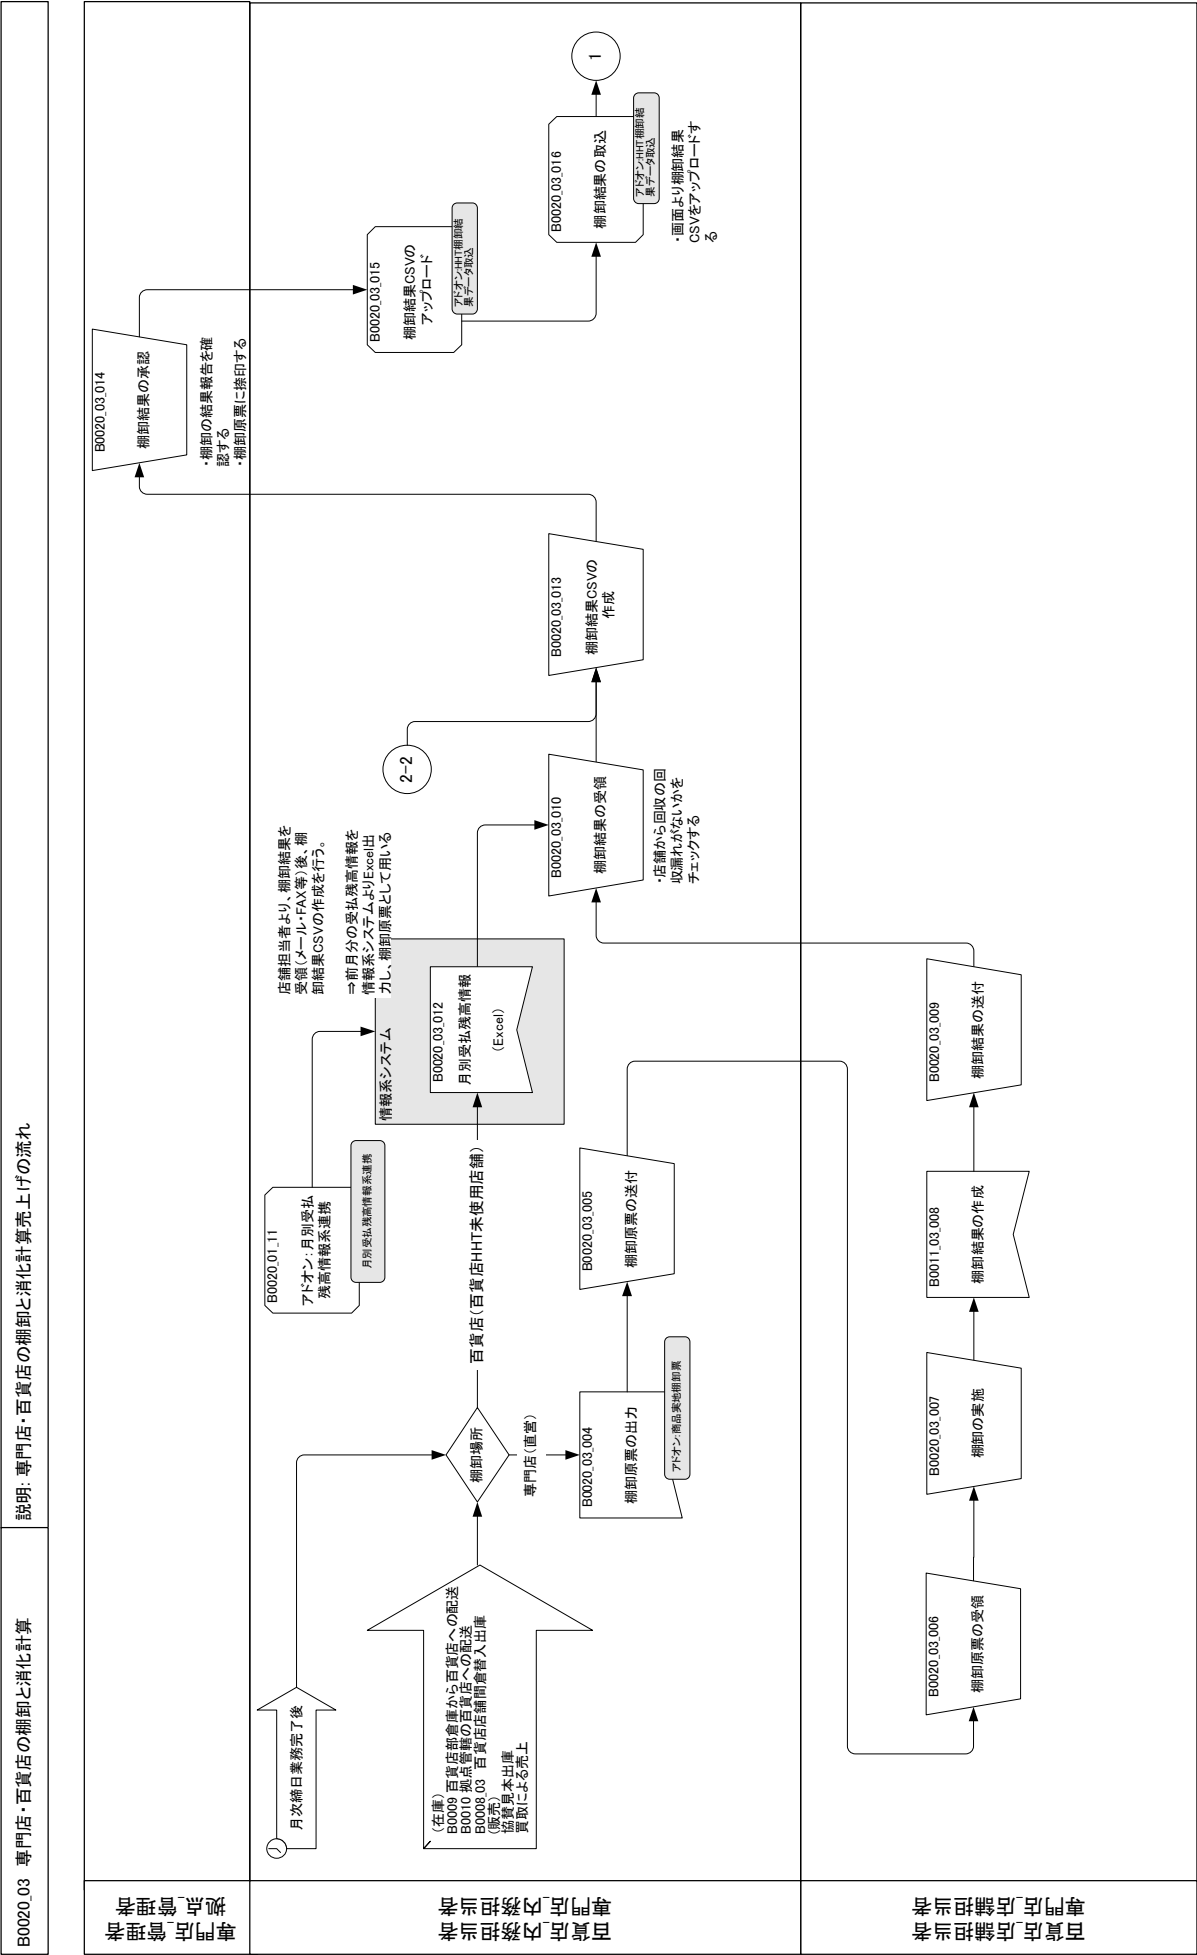 B0020_03　専門店・百貨店の棚卸と消化計算
説明: 専門店・百貨店の棚卸と消化計算売上げの流れ
専門店_管理者
拠点_管理者
百貨店_内務担当者
専門店_内務担当者
百貨店_店舗担当者
専門店_店舗担当者
月次締日業務完了後
(在庫)
B0009 百貨店部倉庫から百貨店への配送
B0010 拠点管轄の百貨店への配送
B0008_03　百貨店店舗間倉替入出庫
(販売)
協賛見本出庫
買取による売上
棚卸場所
専門店(直営)
百貨店(百貨店HHT未使用店舗)
B0020_01_11
アドオン:月別受払
残高情報系連携
月別受払残高情報系連携
店舗担当者より、棚卸結果を
受領(メール・FAX等)後、棚
卸結果CSVの作成を行う。
⇒前月分の受払残高情報を
情報系システムよりExcel出
力し、棚卸原票として用いる
情報系システム
B0020_03_012
月別受払残高情報
(Excel)
B0020_03_004
棚卸原票の出力
アドオン:商品実地棚卸票
B0020_03_005
棚卸原票の送付
B0020_03_006
棚卸原票の受領
B0020_03_007
棚卸の実施
B0011_03_008
棚卸結果の作成
B0020_03_009
棚卸結果の送付
B0020_03_010
棚卸結果の受領
・店舗から回収の回
収漏れがないかを
チェックする
2-2
B0020_03_013
棚卸結果CSVの
作成
B0020_03_014
棚卸結果の承認
・棚卸の結果報告を確
認する
・棚卸原票に捺印する
B0020_03_015
棚卸結果CSVの
アップロード
アドオン:HHT棚卸結
果データ取込
B0020_03_016
棚卸結果の取込
アドオン:HHT棚卸結
果データ取込
・画面より棚卸結果
CSVをアップロードす
る
1